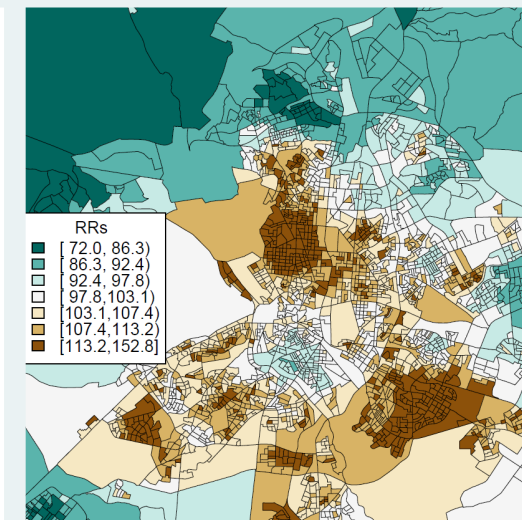 RRs
[ 72.0, 86.3)
[ 86.3, 92.4)
[ 92.4, 97.8)
[ 97.8,103.1)
[103.1,107.4)
[107.4,113.2)
[113.2,152.8]